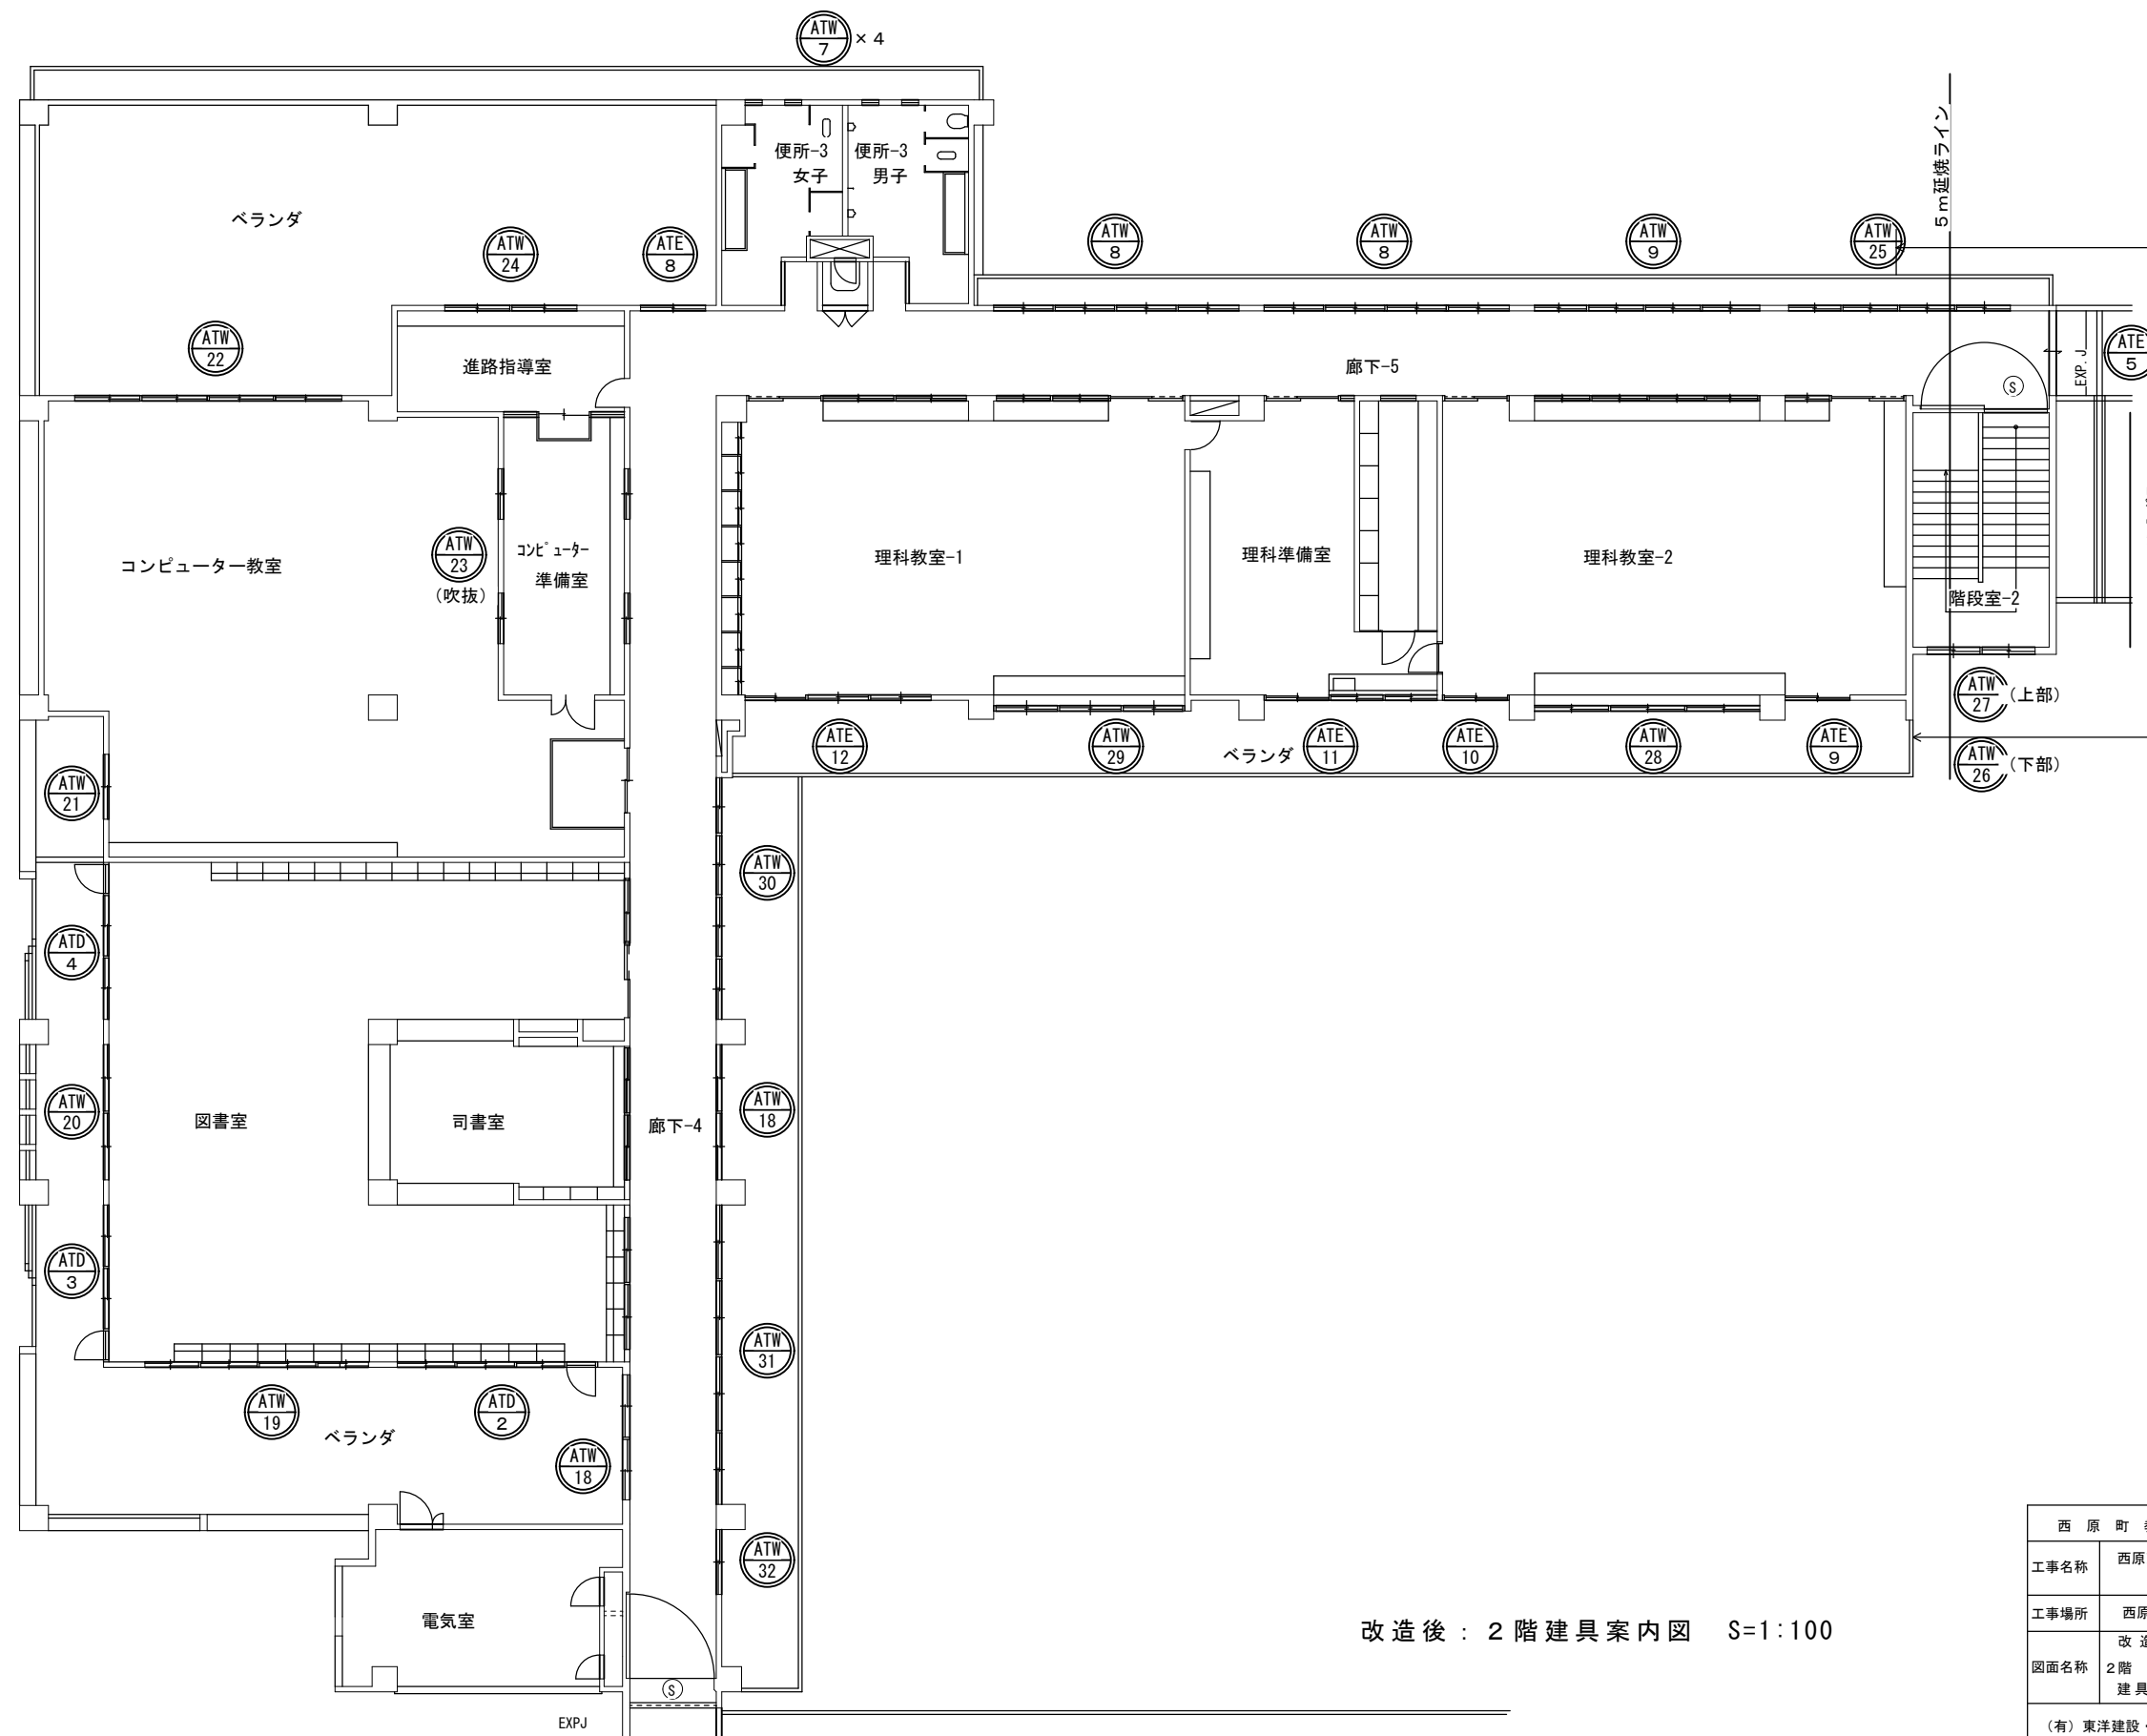 ATW
7
×4
5m延焼ライン
便所-3
女子
便所-3
男子
ベランダ
ATW
24
ATE
8
ATW
8
ATW
8
ATW
9
ATW
25
ATW
22
進路指導室
廊下-5
S
EXP.J
ATE
5
コンピューター教室
ATW
23
(吹抜)
コンピューター
準備室
理科教室-1
理科準備室
理科教室-2
階段室-2
ATW
27
(上部)
ATE
12
ATW
29
ベランダ
ATE
11
ATE
10
ATW
28
ATE
9
ATW
26
(下部)
ATW
21
ATW
30
ATD
4
ATW
20
図書室
司書室
廊下-4
ATW
18
ATD
3
ATW
31
ATW
19
ATD
2
ベランダ
ATW
18
ATW
32
電気室
S
EXPJ
改造後:2階建具案内図 S=1:100
西原町
工事名称
西原
工事場所
西原
図面名称
改造
2階
建具
(有)東洋建設